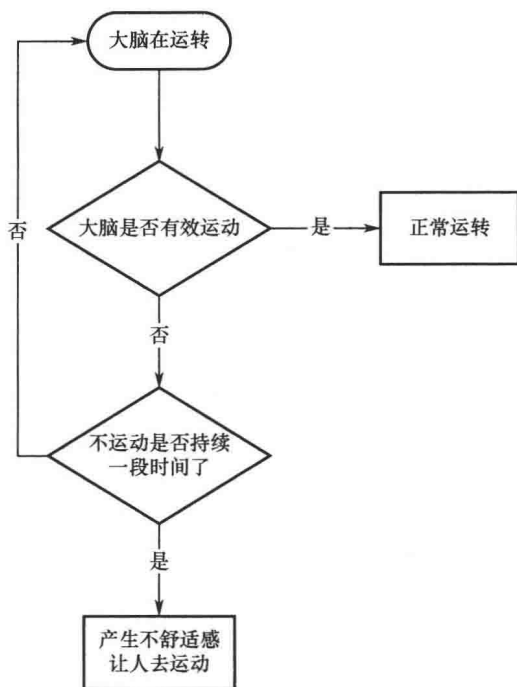 大脑在运转
大脑是否有效运动
是
正常运转
否
否
不运动是否持续
一段时间了
是
产生不舒适感
让人去运动